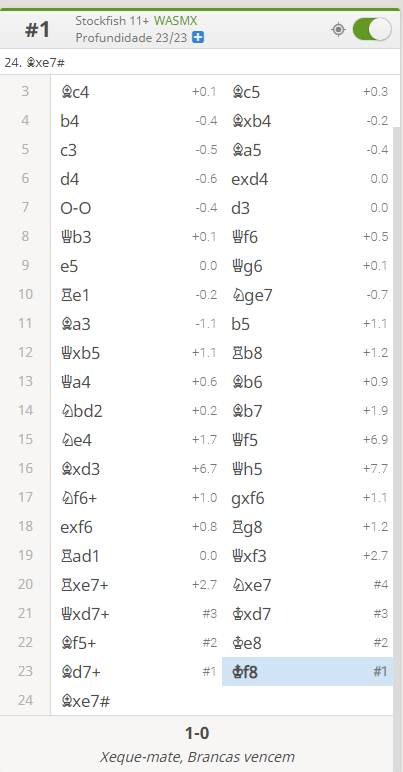 #1 Stockfish 11+ WASMX
Profundidade 23/23
24. ♗xe7#
3 ♗c4 +0.1 ♗c5 +0.3
4 b4 -0.4 ♗xb4 -0.2
5 c3 -0.5 ♗a5 -0.4
6 d4 -0.6 exd4 0.0
7 O-O -0.4 d3 0.0
8 ♕b3 +0.1 ♕f6 +0.5
9 e5 0.0 ♕g6 +0.1
10 ♖e1 -0.2 ♘ge7 -0.7
11 ♗a3 -1.1 b5 +1.1
12 ♕xb5 +1.1 ♖b8 +1.2
13 ♕a4 +0.6 ♗b6 +0.9
14 ♘bd2 +0.2 ♗b7 +1.9
15 ♘e4 +1.7 ♕f5 +6.9
16 ♗xd3 +6.7 ♕h5 +7.7
17 ♘f6+ +1.0 gxf6 +1.1
18 exf6 +0.8 ♖g8 +1.2
19 ♖ad1 0.0 ♕xf3 +2.7
20 ♖xe7+ +2.7 ♘xe7 #4
21 ♕xd7+ #3 ♔xd7 #3
22 ♗f5+ #2 ♔e8 #2
23 ♗d7+ #1 ♔f8 #1
24 ♗xe7#
1-0
Xeque-mate, Brancas vencem